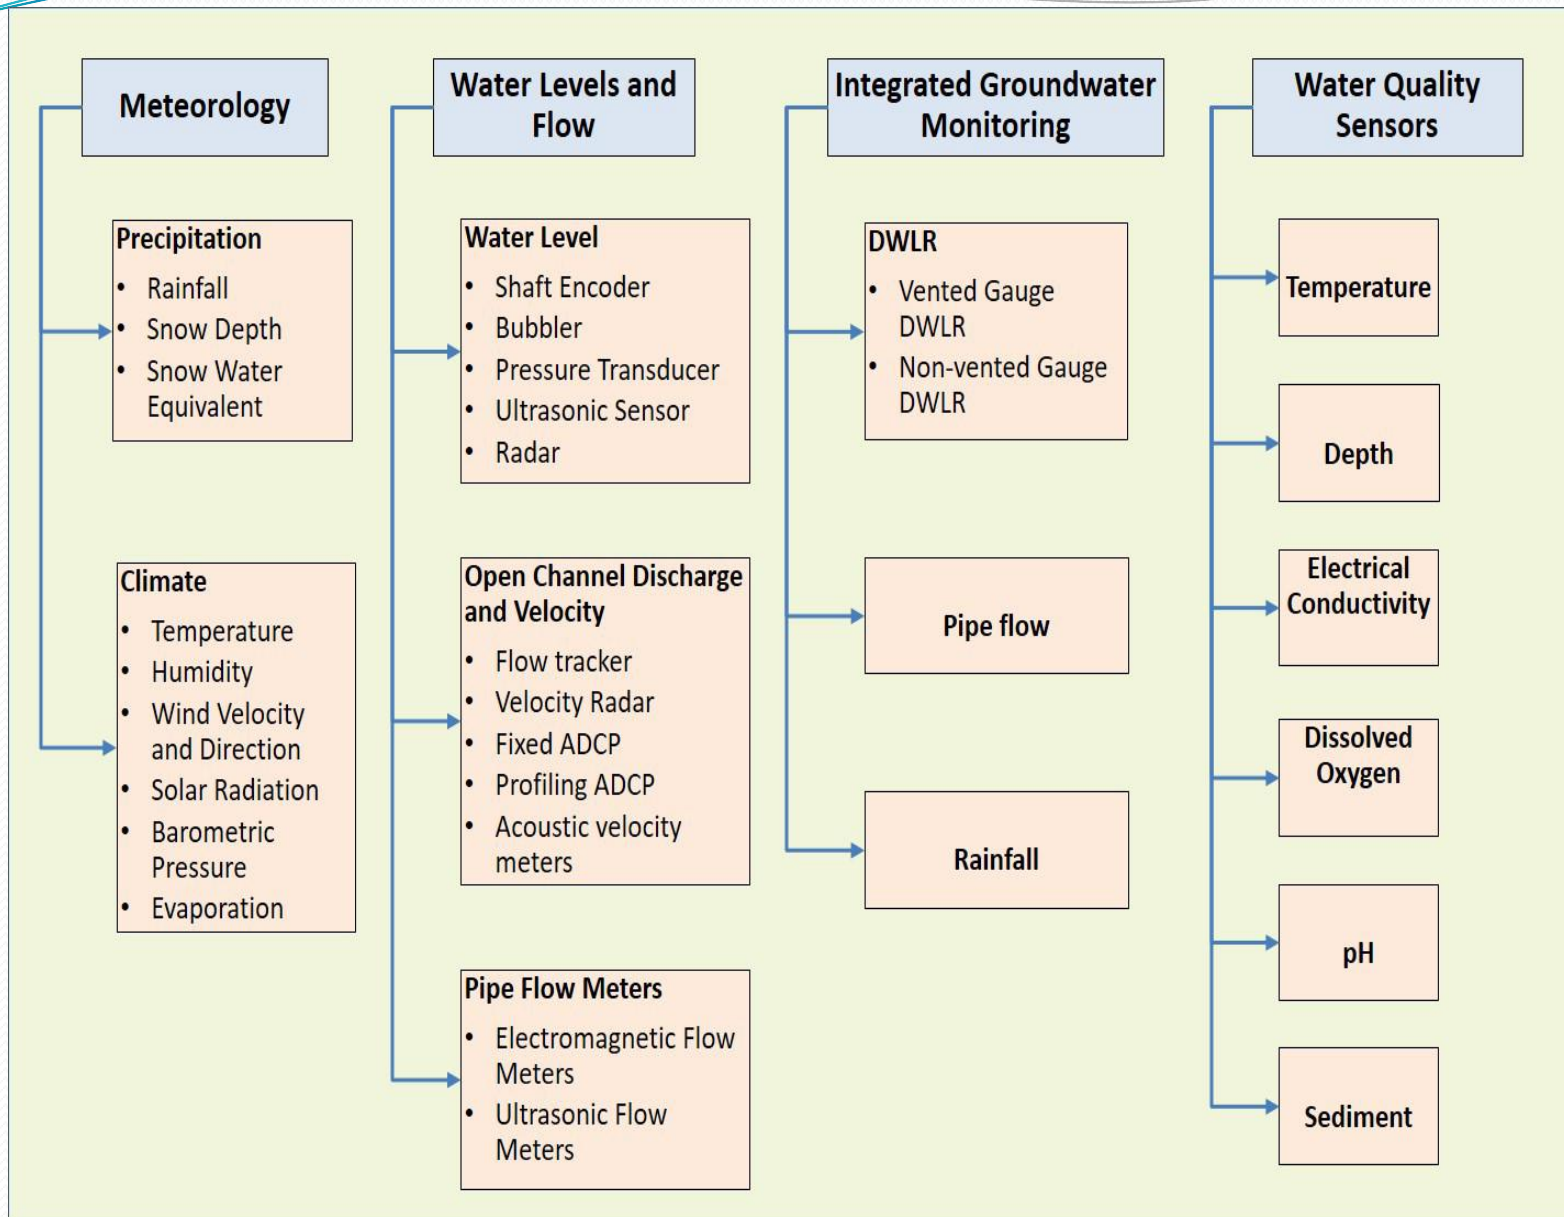 Meteorology
Precipitation
• Rainfall
• Snow Depth
• Snow Water
Equivalent
Climate
• Temperature
• Humidity
• Wind Velocity
and Direction
• Solar Radiation
• Barometric
Pressure
• Evaporation
Water Levels and
Flow
Water Level
• Shaft Encoder
• Bubbler
• Pressure Transducer
• Ultrasonic Sensor
• Radar
Open Channel Discharge
and Velocity
• Flow tracker
• Velocity Radar
• Fixed ADCP
• Profiling ADCP
• Acoustic velocity
meters
Pipe Flow Meters
• Electromagnetic Flow
Meters
• Ultrasonic Flow
Meters
Integrated Groundwater
Monitoring
DWLR
• Vented Gauge
DWLR
• Non-vented Gauge
DWLR
Pipe flow
Rainfall
Water Quality
Sensors
Temperature
Depth
Electrical
Conductivity
Dissolved
Oxygen
pH
Sediment